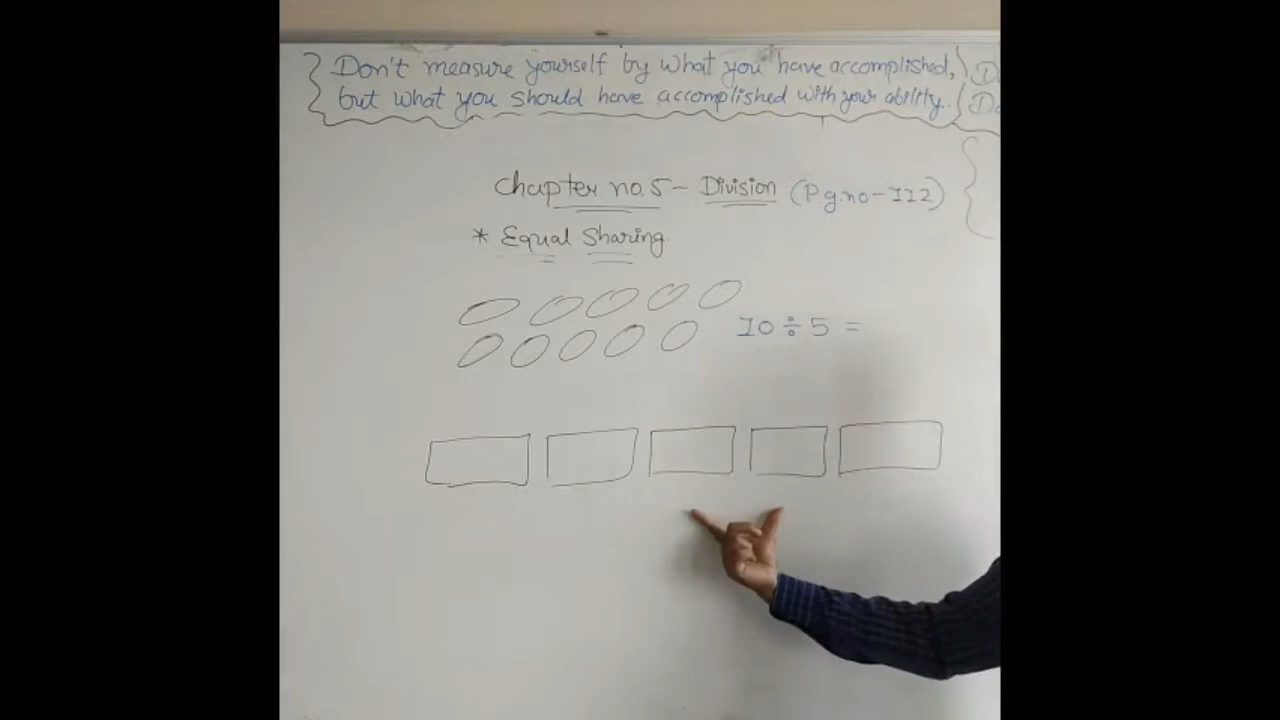 Don't measure yourself by what you have accomplished,
but what you should have accomplished with your ability.
Chapter no.5- Division (P.g.no-112)
* Equal Sharing
10 ÷ 5 =